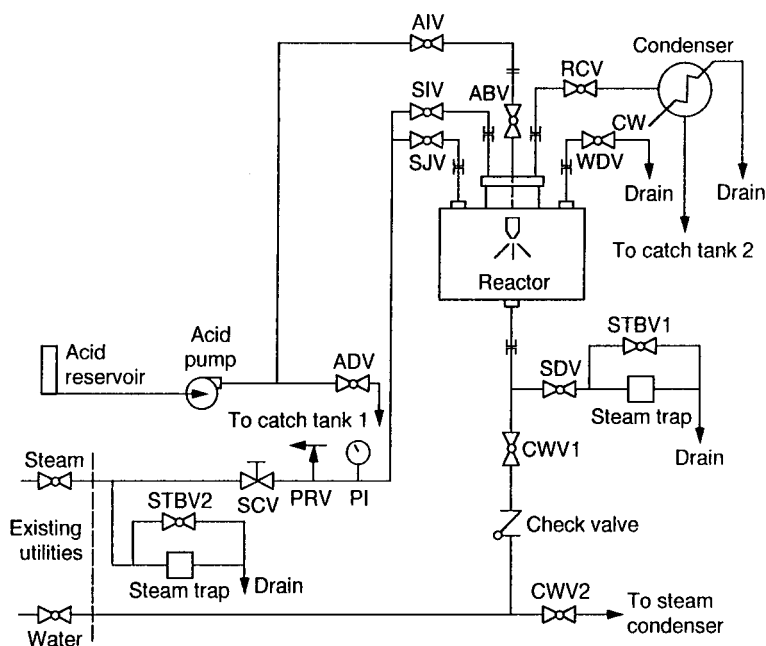 AIV
Condenser
RCV
SIV
ABV
SJV
CW
WDV
Drain
Drain
To catch tank 2
Reactor
Acid
pump
STBV1
Acid
reservoir
ADV
SDV
To catch tank 1
Steam trap
Steam
CWV1
Drain
STBV2
SCV
PRV
PI
Existing
utilities
Check valve
Steam trap
Drain
CWV2
To steam
condenser
Water